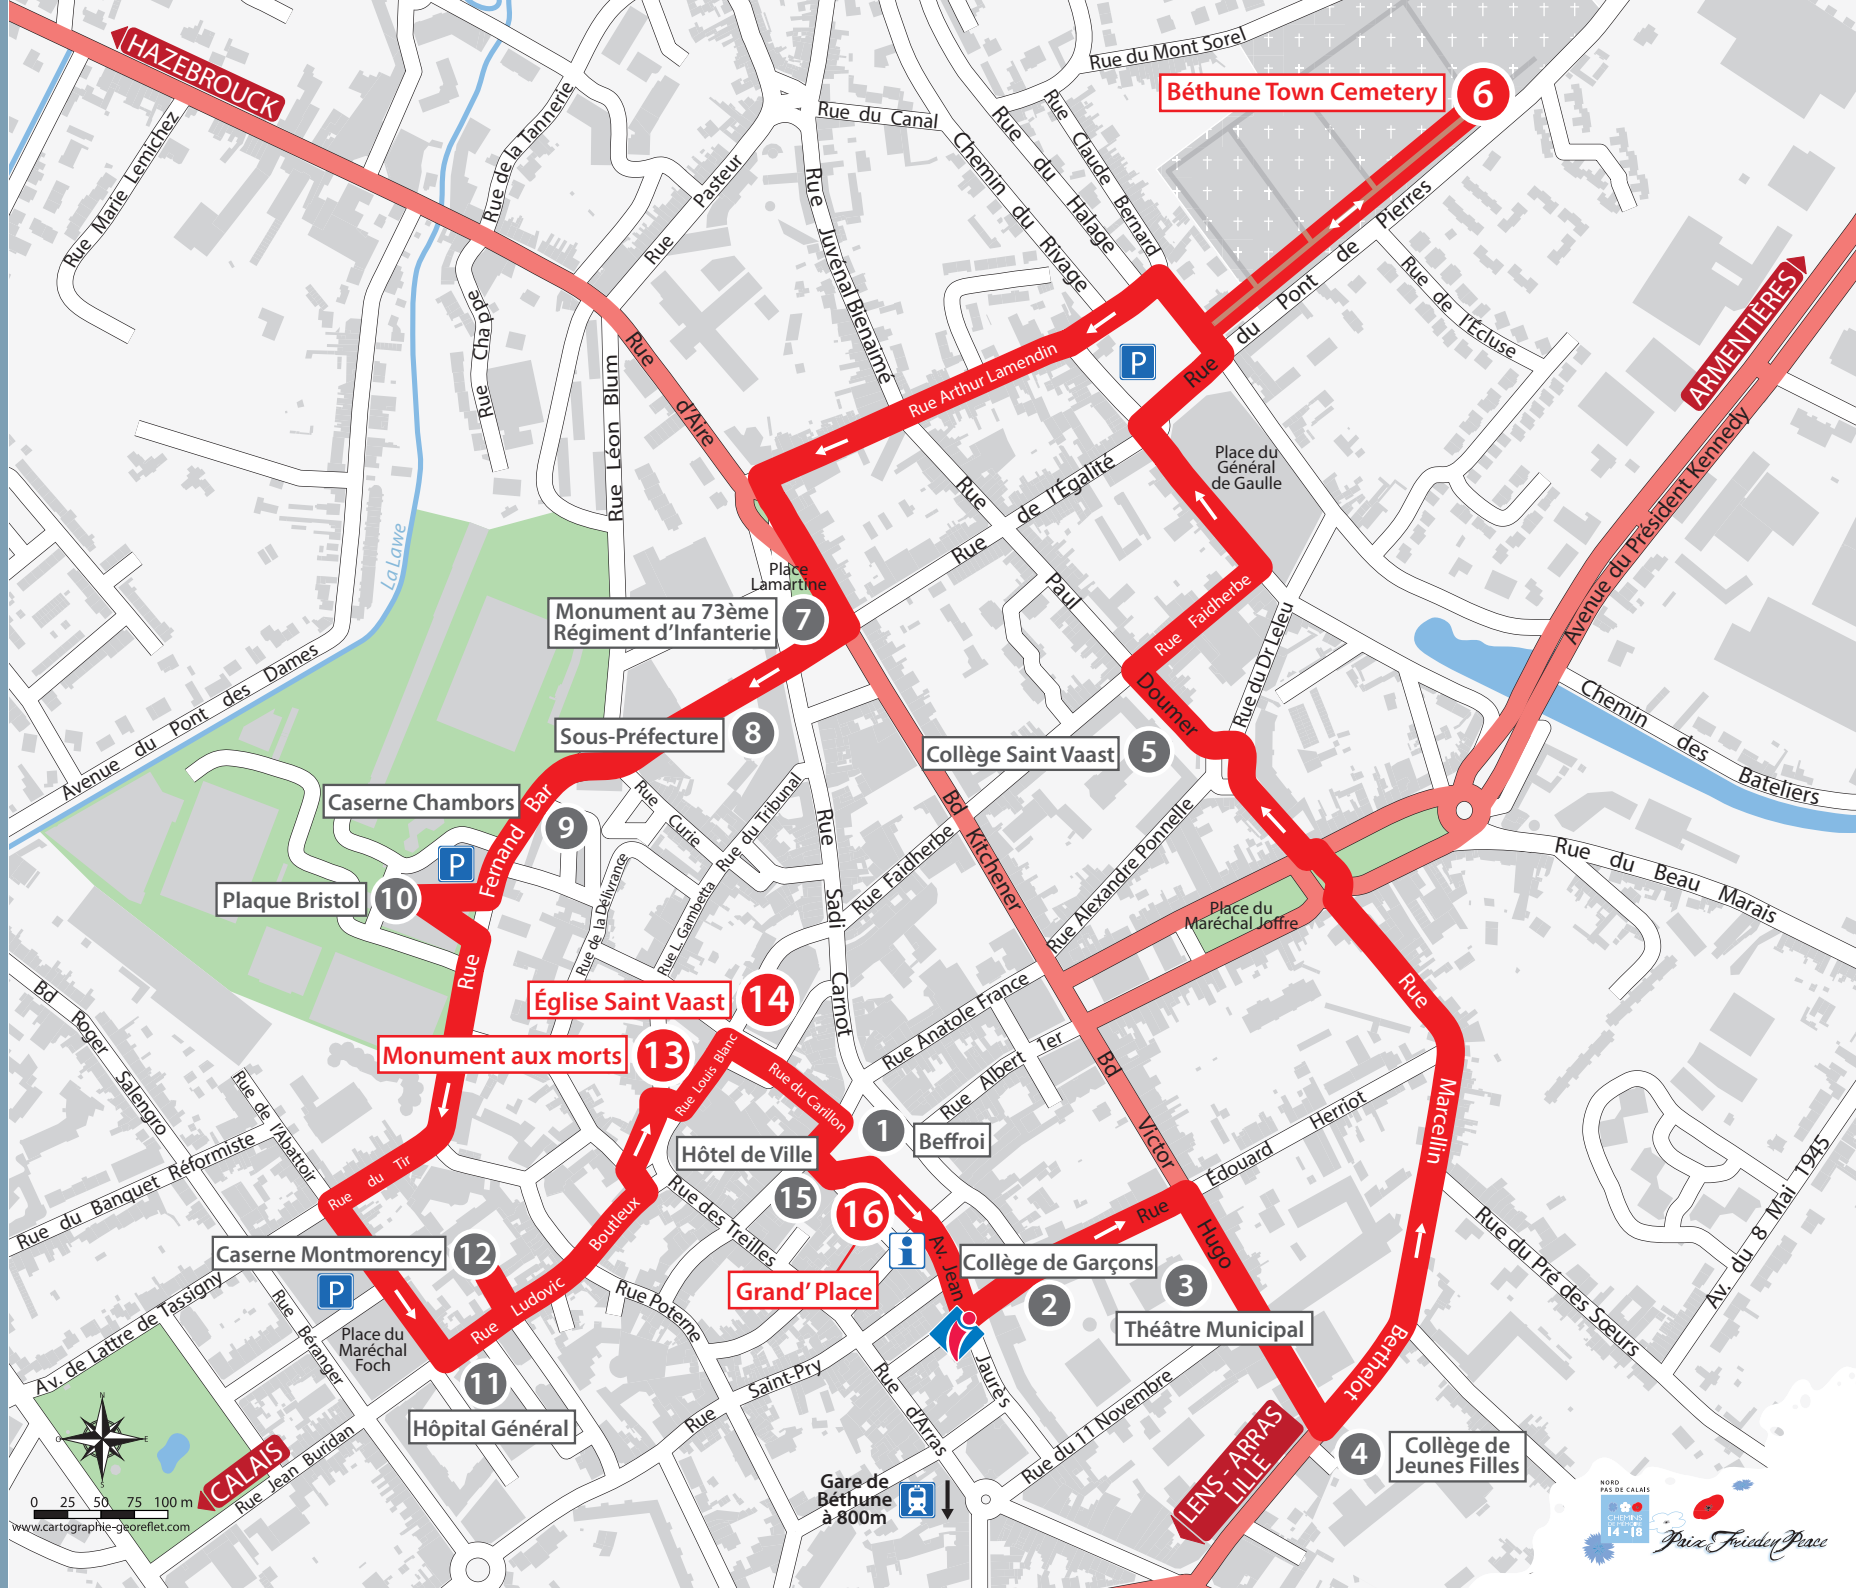 HAZEBROUCK
Rue Marie Lemichez
Rue de la Tannerie
Rue Pasteur
Rue du Canal
Rue Juvénal Bienaimé
Chemin du Rivage
Rue du Halage
Rue Claude Bernard
Rue du Mont Sorel
Béthune Town Cemetery
6
Rue du Pont de Pierres
Rue de l'Écluse
ARMENTIÈRES
Avenue du Président Kennedy
Rue Chappe
Rue Léon Blum
Rue d'Aire
Rue Arthur Lamendin
P
Place du
Général
de Gaulle
Rue de l'Égalité
Rue Paul Doumer
La Lawe
Place
Lamartine
Monument au 73ème
Régiment d'Infanterie
7
Rue Faidherbe
Rue du Dr Leleu
Avenue du Pont des Dames
Sous-Préfecture
8
Collège Saint Vaast
5
Chemin des Bateliers
Caserne Chambors
9
Rue Fernand Bar
Rue Curie
Rue du Tribunal
Rue Sadi Carnot
Rue Faidherbe
Bd Kitchener
Rue Alexandre Ponnelle
Rue du Beau Marais
P
Plaque Bristol
10
Rue de la Délivrance
Rue L. Gambetta
Place du
Maréchal Joffre
Bd Roger Salengro
Église Saint Vaast
14
Monument aux morts
13
Rue Louis Blanc
Rue du Carillon
Rue Anatole France
Rue Albert 1er
Bd Victor Hugo
Rue Marcellin Berthelot
Rue de l'Abattoir
Rue du Banquet Réformiste
Rue du Tir
1
Beffroi
Hôtel de Ville
15
16
Grand' Place
Rue Édouard Herriot
Av. du 8 Mai 1945
Rue du Pré des Sœurs
Caserne Montmorency
12
P
Rue Ludovic Boutleux
Rue des Treilles
Rue Poterne
Av. Jean Jaurès
Collège de Garçons
2
3
Théâtre Municipal
Av. de Lattre de Tassigny
Rue Béranger
Place du
Maréchal
Foch
11
Hôpital Général
Rue Saint-Pry
Rue d'Arras
Rue du 11 Novembre
LENS - ARRAS
LILLE
4
Collège de
Jeunes Filles
N
O
E
S
CALAIS
Rue Jean Buridan
0 25 50 75 100 m
www.cartographie-georeflet.com
Gare de
Béthune
à 800m
NORD
PAS DE CALAIS
CHEMINS
DE MÉMOIRE
14-18
Paix Frieden Peace